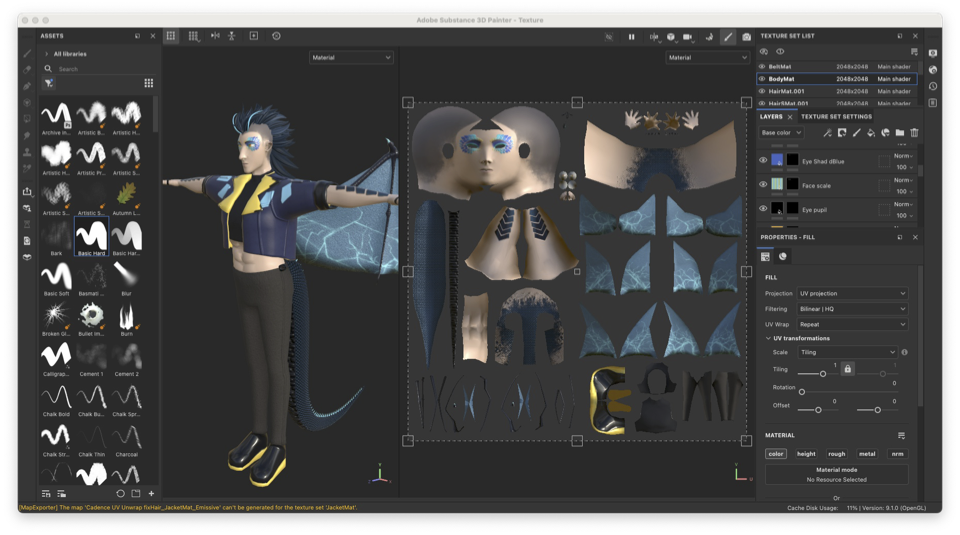 Adobe Substance 3D Painter - Texture
ASSETS
All libraries
Search
Archive In...
Artistic B...
Artistic H...
Artistic H...
Artistic Pr...
Artistic S...
Artistic S...
Artistic S...
Autumn L...
Bark
Basic Hard
Basic Har...
Basic Soft
Basmati ...
Blur
Broken Gl...
Bullet Im...
Burn
Calligrap...
Cement 1
Cement 2
Chalk Bold
Chalk Bu...
Chalk Spr...
Chalk Str...
Chalk Thin
Charcoal
Material
Material
TEXTURE SET LIST
BeltMat 2048x2048 Main shader
BodyMat 2048x2048 Main shader
HairMat.001 2048x2048 Main shader
HairSMat.001 2048x2048 Main shader
LAYERS
TEXTURE SET SETTINGS
Base color
Eye Shad dBlue Norm 100
Face scale Norm 100
Eye pupil Norm 100
PROPERTIES - FILL
FILL
Projection UV projection
Filtering Bilinear | HQ
UV Wrap Repeat
UV transformations
Scale Tiling
Tiling 1 1
Rotation 0
Offset 0 0
MATERIAL
color height rough metal nrm
Material mode
No Resource Selected
Or
[MapExporter] The map 'Cadence UV Unwrap fixHair_JacketMat_Emissive' can't be generated for the texture set 'JacketMat'.
Cache Disk Usage: 11% | Version: 9.1.0 (OpenGL)